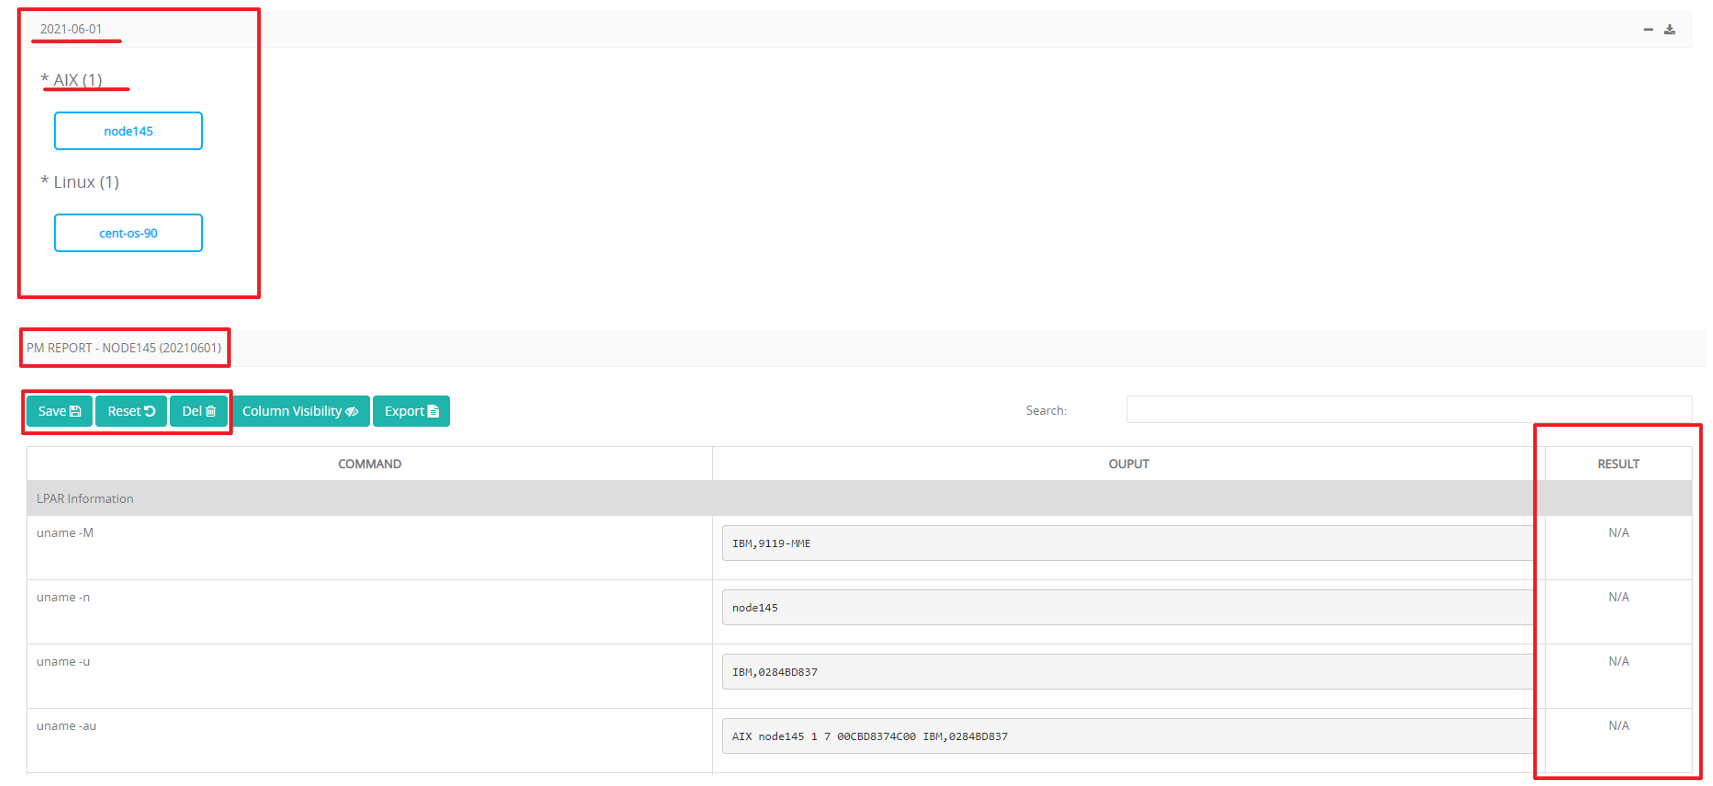 2021-06-01
* AIX (1)
node145
* Linux (1)
cent-os-90
PM REPORT - NODE145 (20210601)
Save Reset Del Column Visibility Export Search:
COMMAND OUPUT RESULT
LPAR Information
uname -M IBM,9119-MME N/A
uname -n node145 N/A
uname -u IBM,0284BD837 N/A
uname -au AIX node145 1 7 00CBD8374C00 IBM,0284BD837 N/A